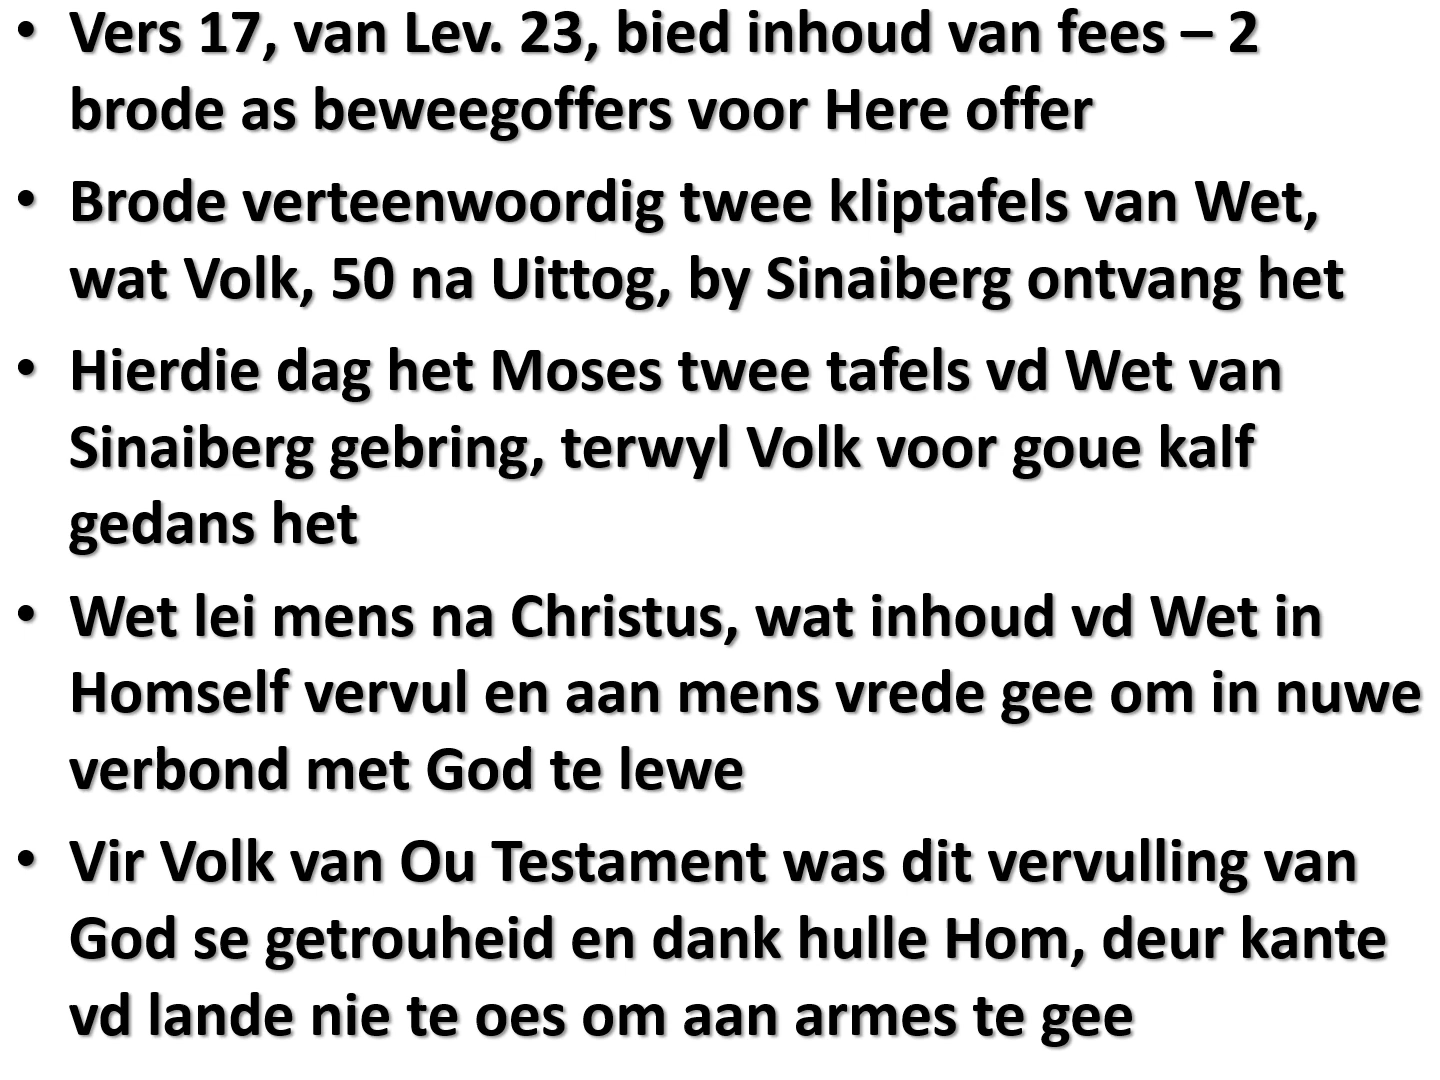 • Vers 17, van Lev. 23, bied inhoud van fees – 2
brode as beweegoffers voor Here offer
• Brode verteenwoordig twee kliptafels van Wet,
wat Volk, 50 na Uittog, by Sinaiberg ontvang het
• Hierdie dag het Moses twee tafels vd Wet van
Sinaiberg gebring, terwyl Volk voor goue kalf
gedans het
• Wet lei mens na Christus, wat inhoud vd Wet in
Homself vervul en aan mens vrede gee om in nuwe
verbond met God te lewe
• Vir Volk van Ou Testament was dit vervulling van
God se getrouheid en dank hulle Hom, deur kante
vd lande nie te oes om aan armes te gee